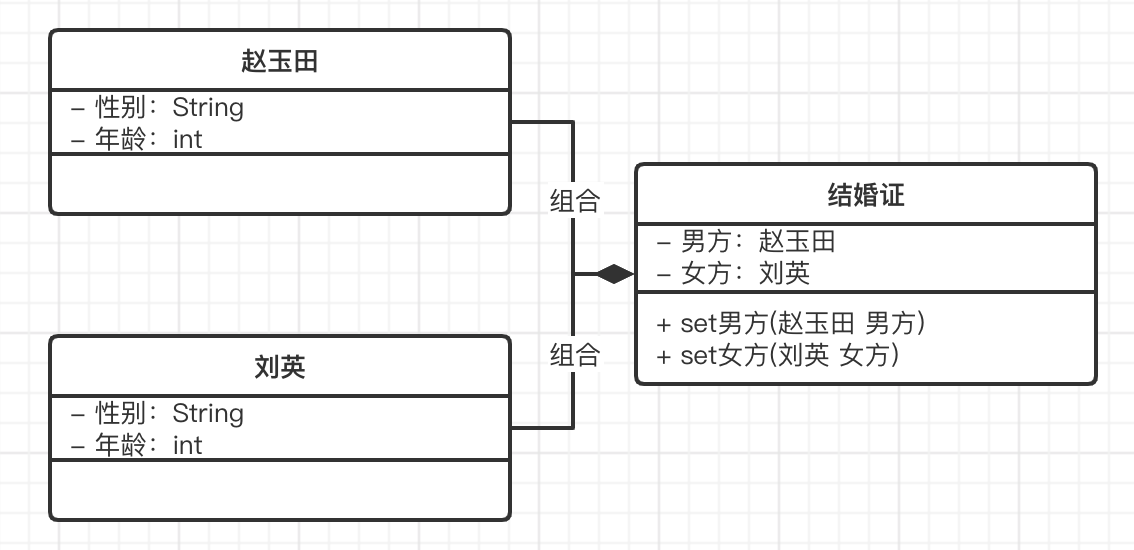 赵玉田
– 性别：String
– 年龄：int
组合
结婚证
– 男方：赵玉田
– 女方：刘英
+ set男方(赵玉田 男方)
+ set女方(刘英 女方)
组合
刘英
– 性别：String
– 年龄：int